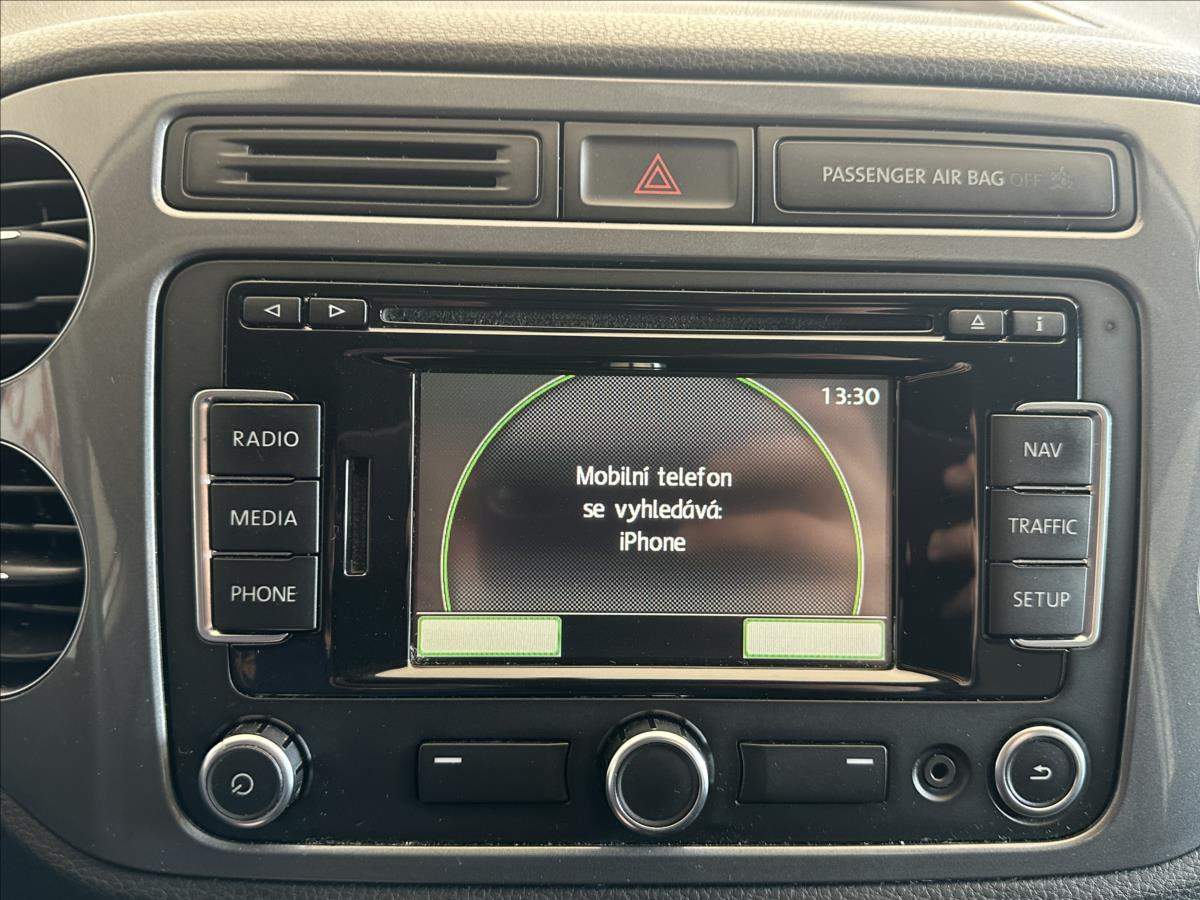 PASSENGER AIR BAG OFF
13:30
RADIO
MEDIA
PHONE
Mobilní telefon
se vyhledává:
iPhone
NAV
TRAFFIC
SETUP
i